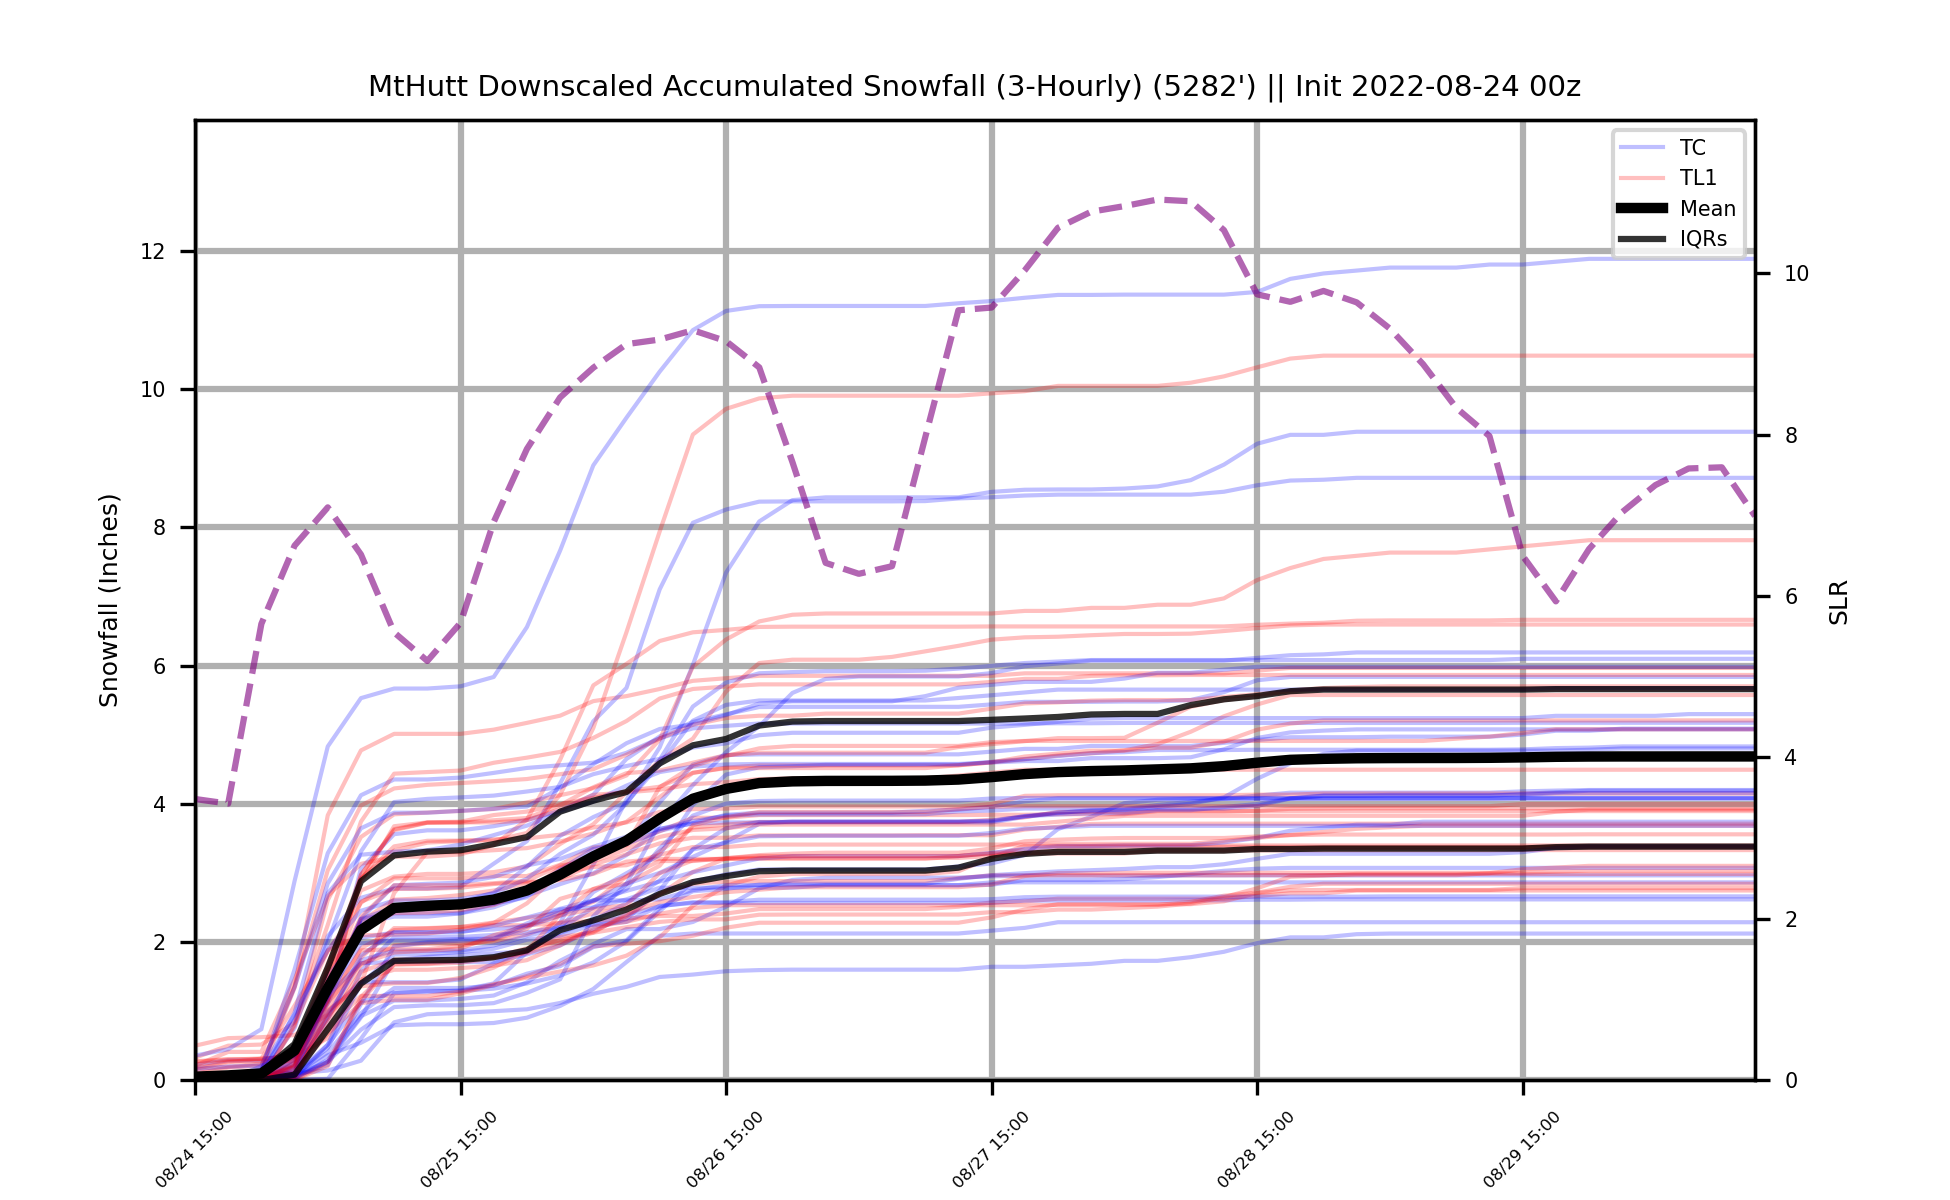 MtHutt Downscaled Accumulated Snowfall (3-Hourly) (5282') || Init 2022-08-24 00z
TC
TL1
Mean
IQRs
Snowfall (Inches)
12
10
8
6
4
2
0
SLR
10
8
6
4
2
0
08/24 15:00
08/25 15:00
08/26 15:00
08/27 15:00
08/28 15:00
08/29 15:00